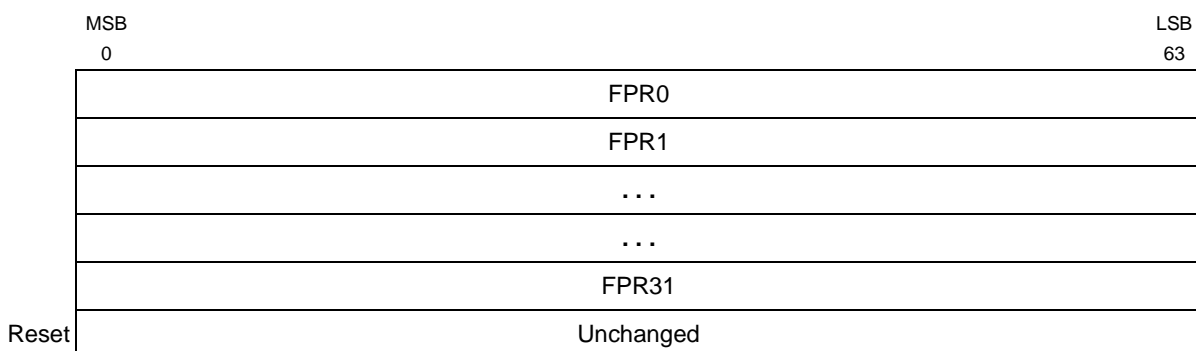 MSB LSB
0 63
FPR0
FPR1
. . .
. . .
FPR31
Reset Unchanged